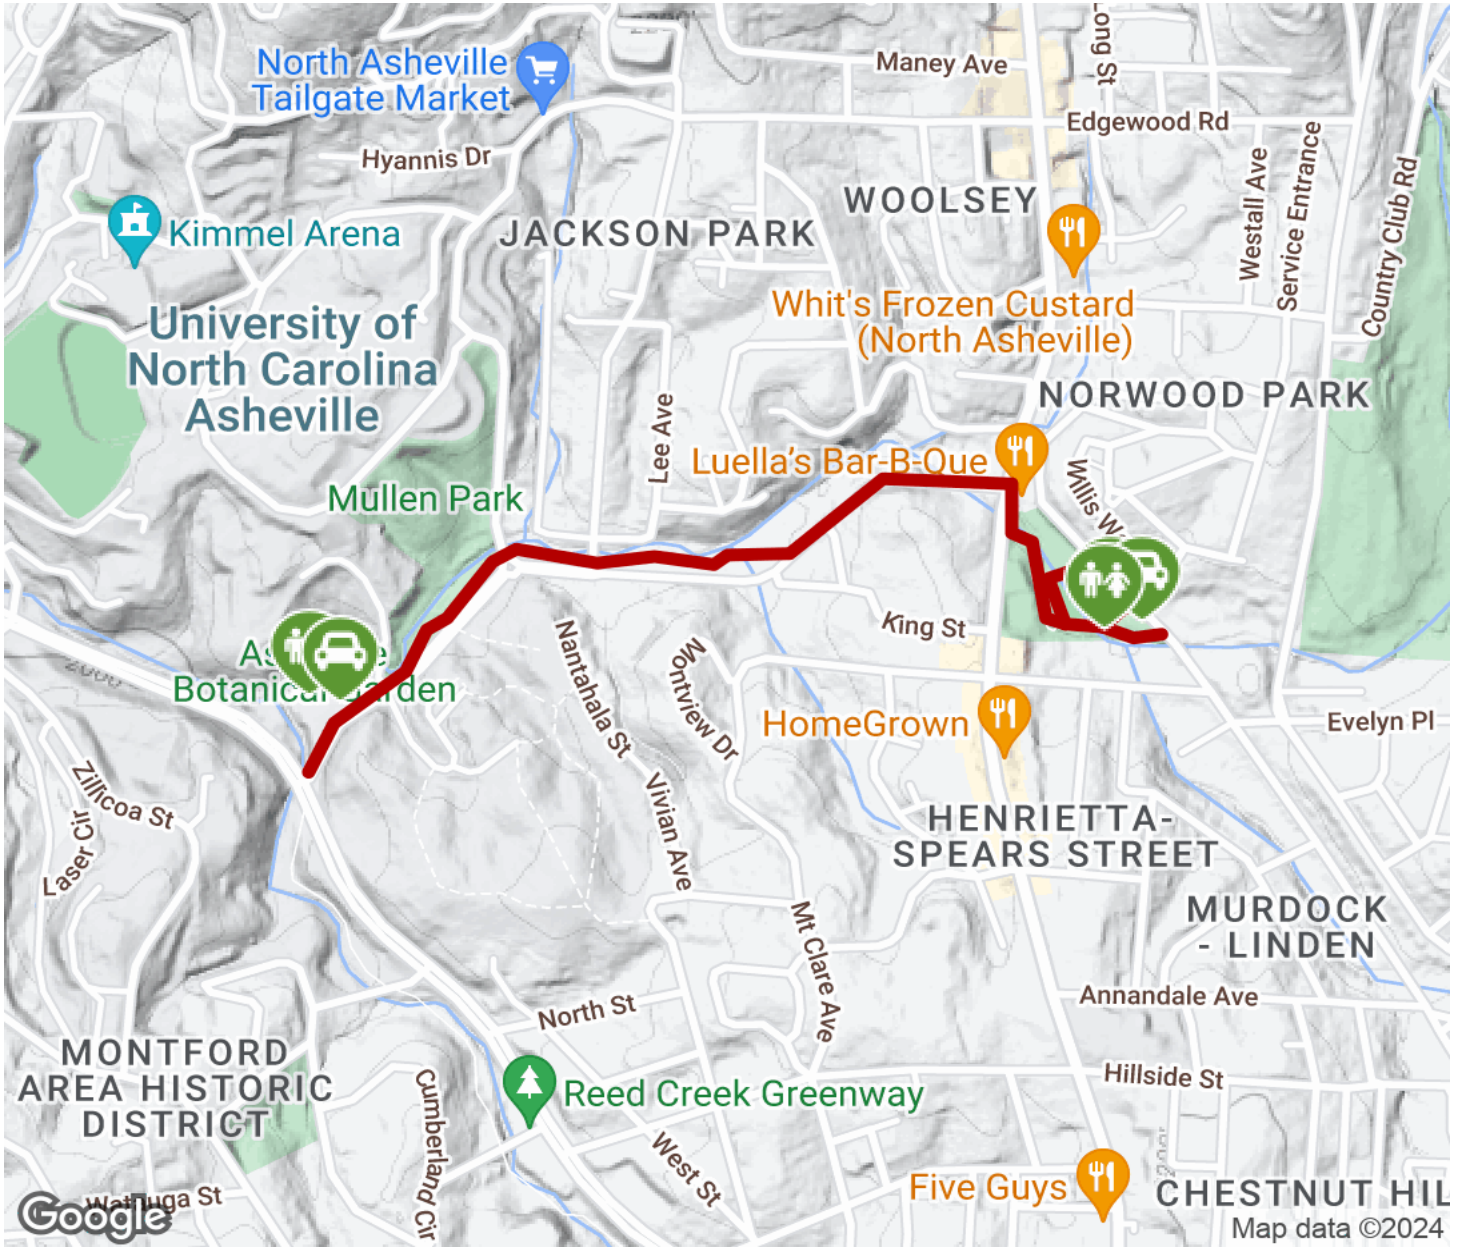 Long St
Maney Ave
North Asheville
Tailgate Market
Edgewood Rd
Hyannis Dr
Westall Ave
Service Entrance
Country Club Rd
WOOLSEY
Kimmel Arena
JACKSON PARK
Whit's Frozen Custard
(North Asheville)
University of
North Carolina
Asheville
NORWOOD PARK
Lee Ave
Luella's Bar-B-Que
Willis
Mullen Park
King St
Botanical Garden
2000
Nantahala St
Montview Dr
HomeGrown
Evelyn Pl
Zillicoa St
Laser Cir
Vivian Ave
HENRIETTA-
SPEARS STREET
MURDOCK
- LINDEN
Mt Clare Ave
Annandale Ave
North St
MONTFORD
AREA HISTORIC
DISTRICT
Cumberland Cir
Reed Creek Greenway
Hillside St
West St
Five Guys
CHESTNUT HIL
Watauga St
Google
Map data ©2024